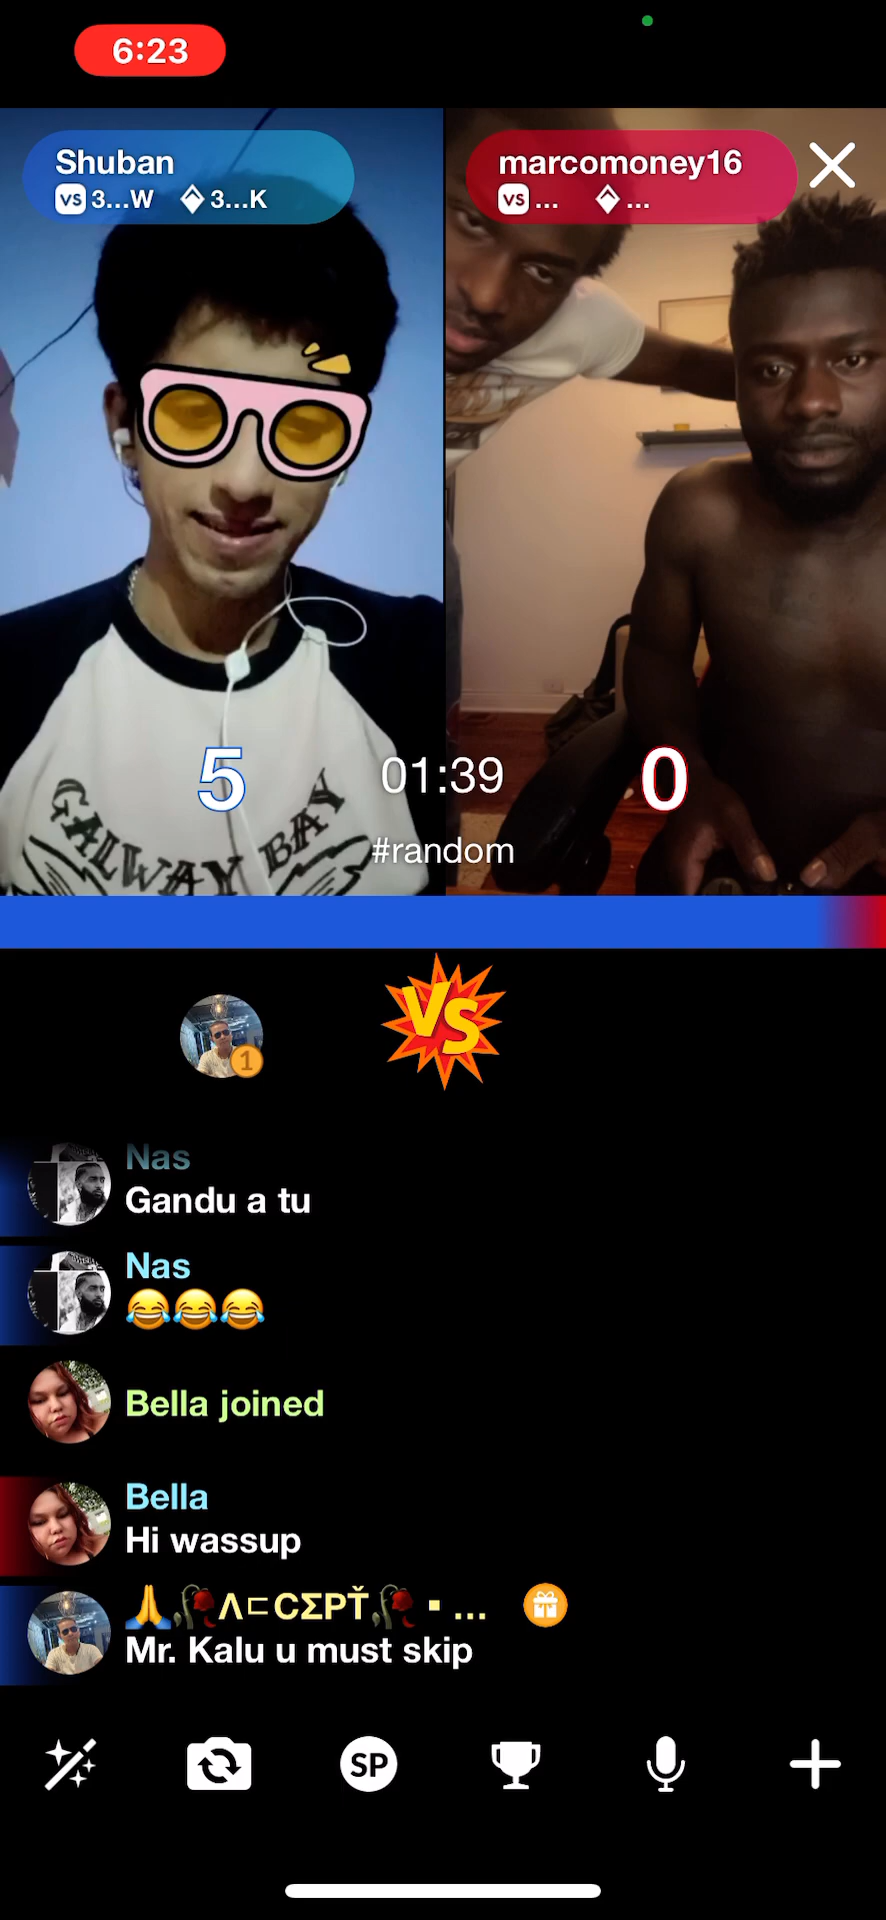 6:23
Shuban
VS 3...W 3...K
marcomoney16
VS ... ...
5
01:39
0
#random
GALWAY BAY
VS
1
Nas
Gandu a tu
Nas
😂😂😂
Bella joined
Bella
Hi wassup
🙏🥀ΛㄷCΣPŤ🥀▪️...
Mr. Kalu u must skip
SP